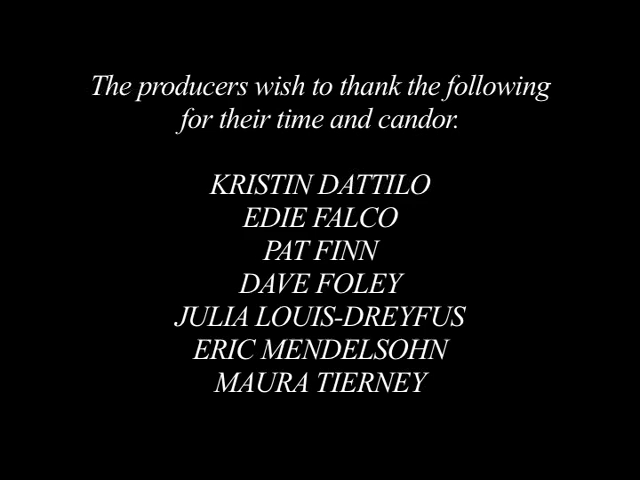 The producers wish to thank the following
for their time and candor.
KRISTIN DATTILO
EDIE FALCO
PAT FINN
DAVE FOLEY
JULIA LOUIS-DREYFUS
ERIC MENDELSOHN
MAURA TIERNEY